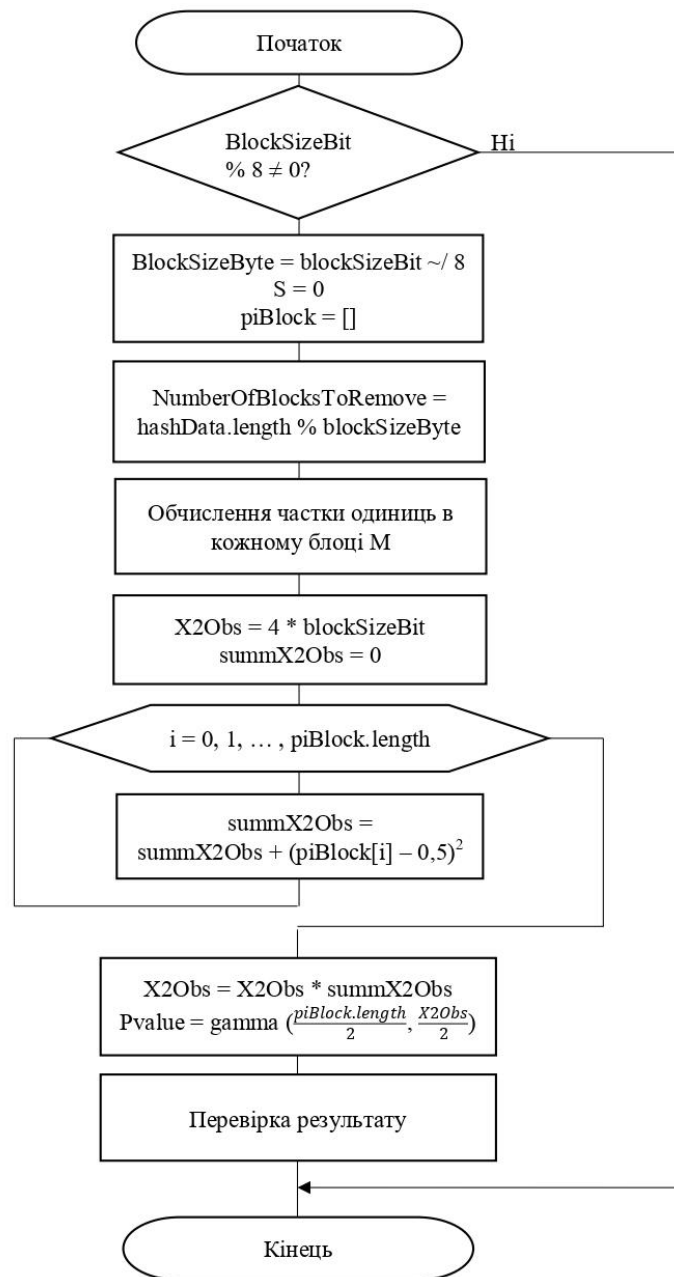 Початок
BlockSizeBit
% 8 ≠ 0?
Ні
BlockSizeByte = blockSizeBit ~/ 8
S = 0
piBlock = []
NumberOfBlocksToRemove =
hashData.length % blockSizeByte
Обчислення частки одиниць в
кожному блоці M
X2Obs = 4 * blockSizeBit
summX2Obs = 0
i = 0, 1, … , piBlock.length
summX2Obs =
summX2Obs + (piBlock[i] – 0,5)²
X2Obs = X2Obs * summX2Obs
Pvalue = gamma (piBlock.length/2, X2Obs/2)
Перевірка результату
Кінець